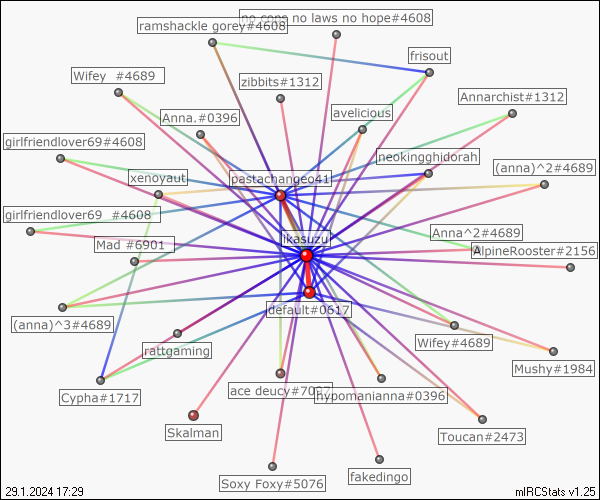 no cops no laws no hope#4608
ramshackle gorey#4608
frisout
Wifey_#4689
zibbits#1312
Annarchist#1312
Anna.#0396
avelicious
girlfriendlover69#4608
neokingghidorah
(anna)^2#4689
xenoyaut
pastachangeo41
girlfriendlover69_#4608
Anna^2#4689
Mad #6901
ikasuzu
AlpineRooster#2156
default#0617
(anna)^3#4689
rattgaming
Wifey#4689
Mushy#1984
Cypha#1717
ace deucy
hypomanianna#0396
Skalman
Toucan#2473
Soxy Foxy#5076
fakedingo
29.1.2024 17:29
mIRCStats v1.25